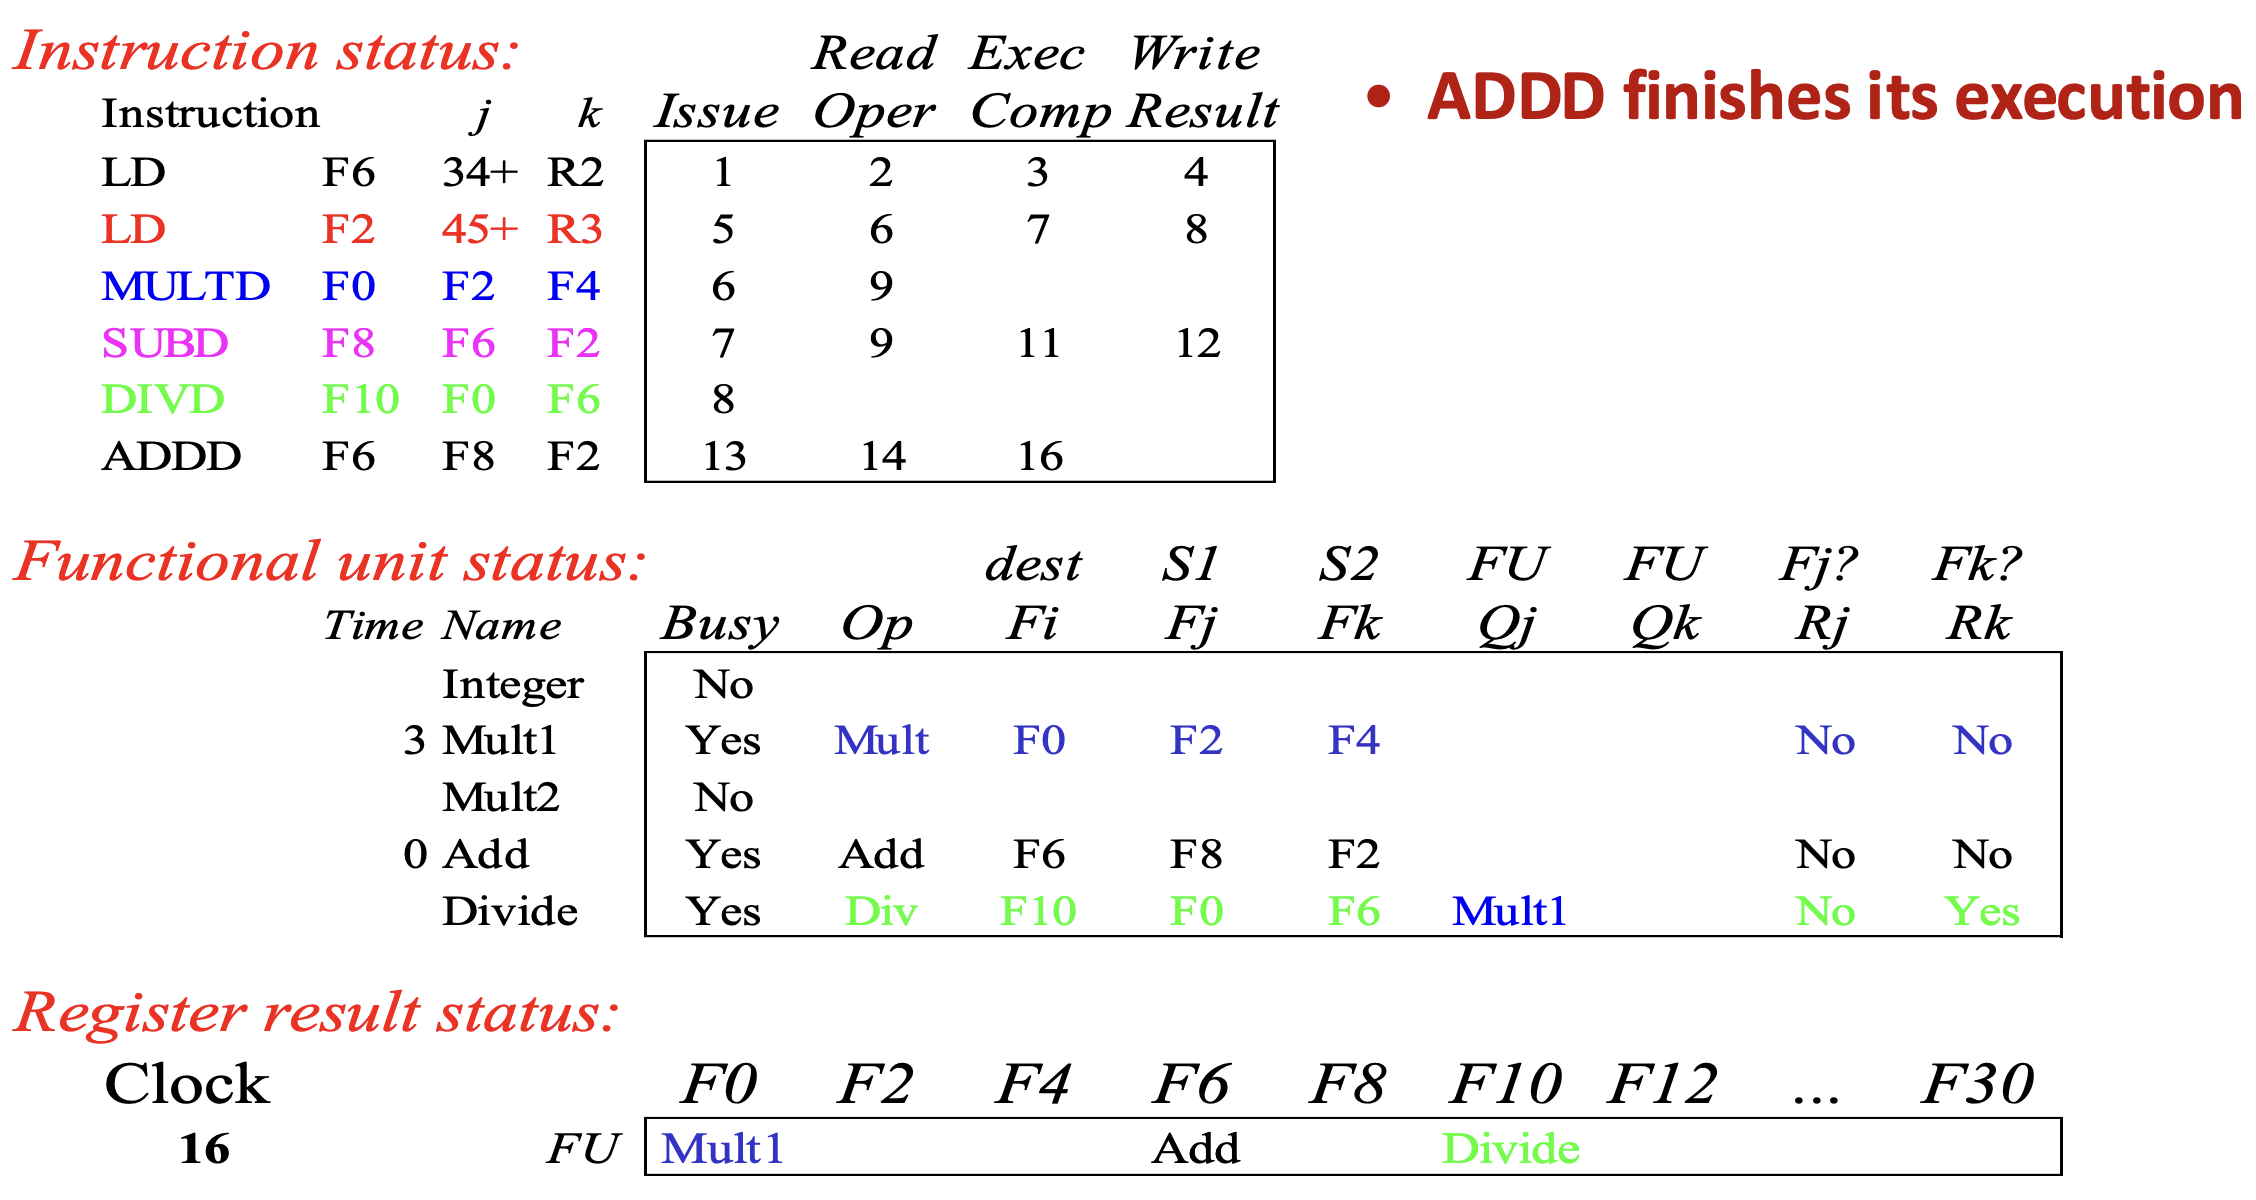 Instruction status: Read Exec Write
Instruction j k Issue Oper Comp Result
LD F6 34+ R2 1 2 3 4
LD F2 45+ R3 5 6 7 8
MULTD F0 F2 F4 6 9
SUBD F8 F6 F2 7 9 11 12
DIVD F10 F0 F6 8
ADDD F6 F8 F2 13 14 16
• ADDD finishes its execution
Functional unit status: dest S1 S2 FU FU Fj? Fk?
Time Name Busy Op Fi Fj Fk Qj Qk Rj Rk
Integer No
3 Mult1 Yes Mult F0 F2 F4 No No
Mult2 No
0 Add Yes Add F6 F8 F2 No No
Divide Yes Div F10 F0 F6 Mult1 No Yes
Register result status:
Clock F0 F2 F4 F6 F8 F10 F12 ... F30
16 FU Mult1 Add Divide